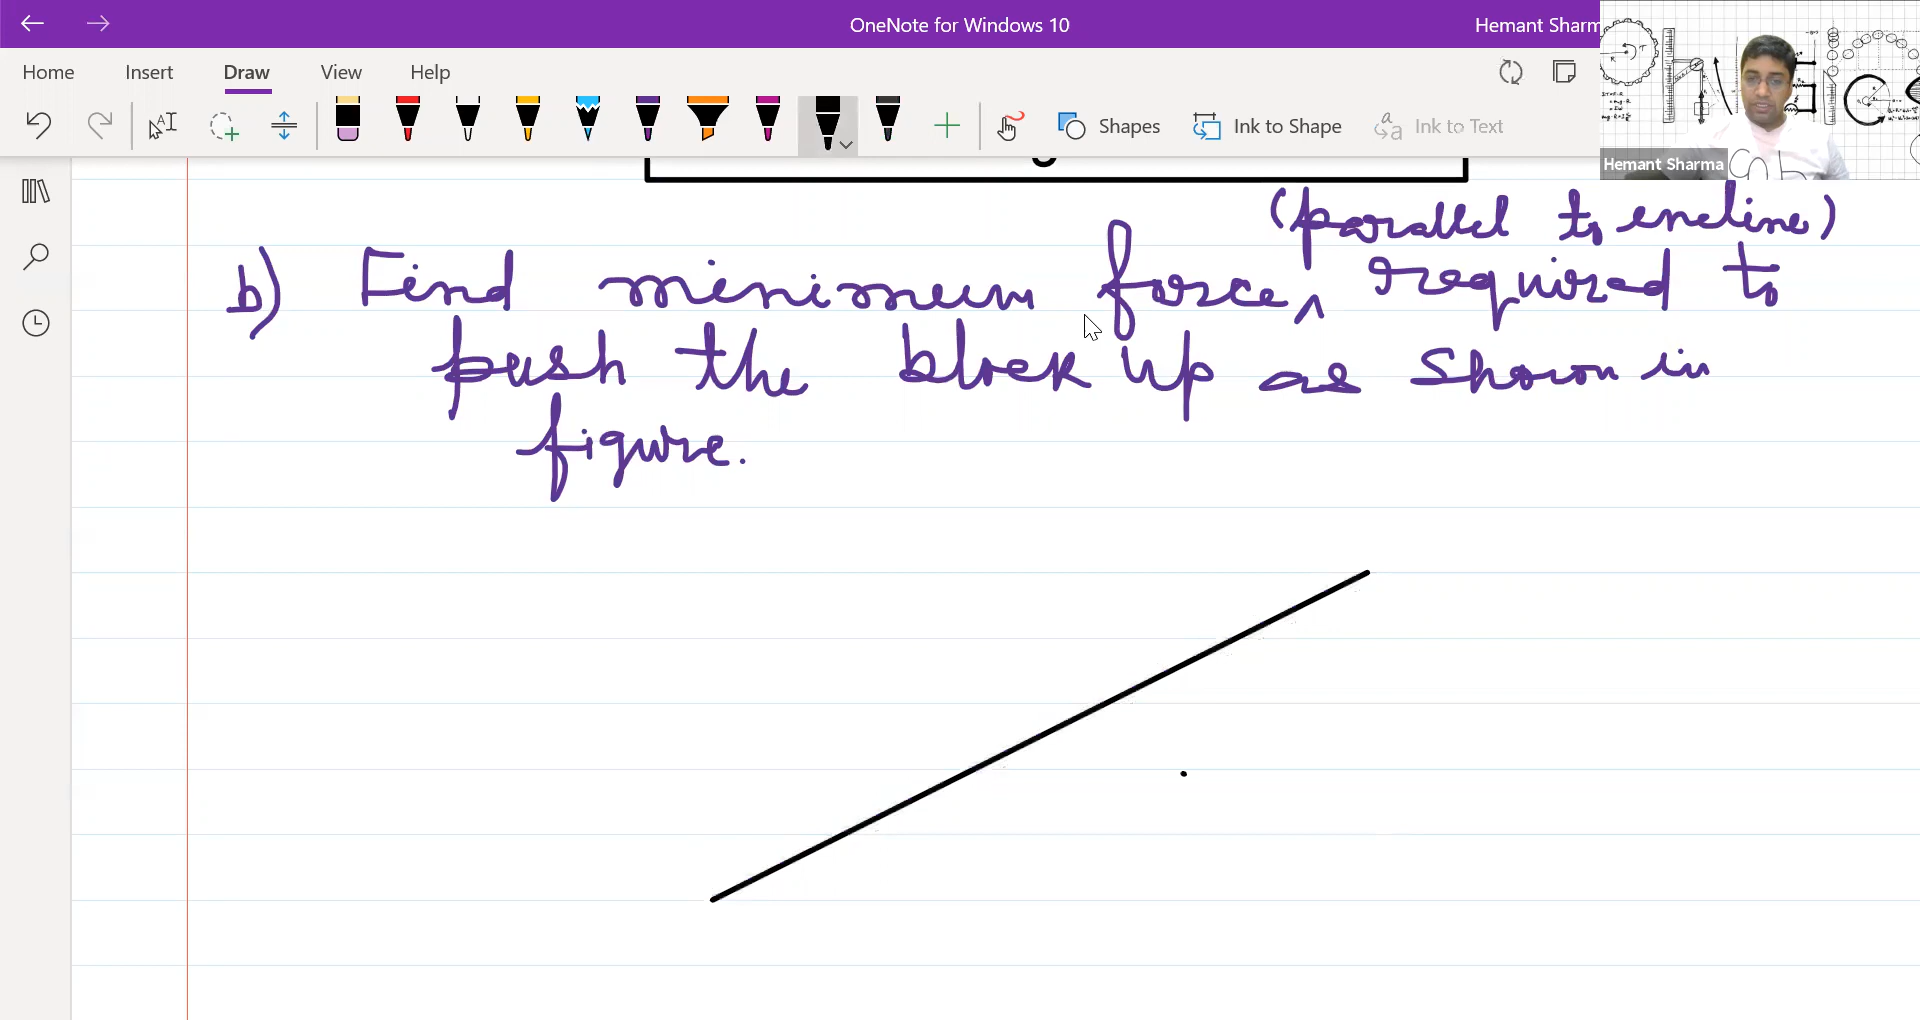 OneNote for Windows 10
Hemant Sharm
Home Insert Draw View Help
Shapes Ink to Shape Ink to Text
Hemant Sharma
(parallel to incline)
b) Find minimum force ^ required to
push the block up as shown in
figure.